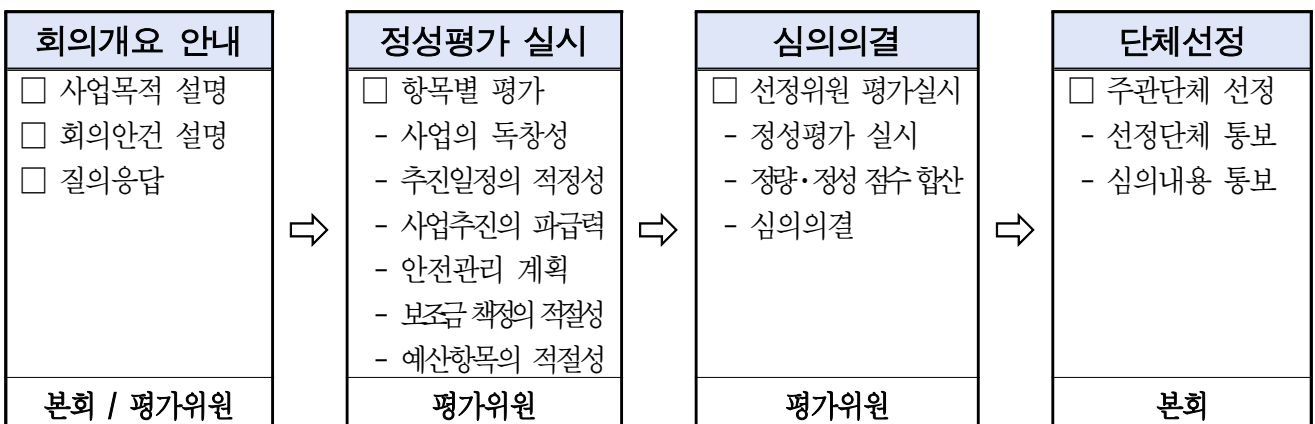 회의개요 안내
□ 사업목적 설명
□ 회의안건 설명
□ 질의응답
본회 / 평가위원
⇨
정성평가 실시
□ 항목별 평가
- 사업의 독창성
- 추진일정의 적정성
- 사업추진의 파급력
- 안전관리 계획
- 보조금 책정의 적절성
- 예산항목의 적절성
평가위원
⇨
심의의결
□ 선정위원 평가실시
- 정성평가 실시
- 정량·정성 점수 합산
- 심의의결
평가위원
⇨
단체선정
□ 주관단체 선정
- 선정단체 통보
- 심의내용 통보
본회